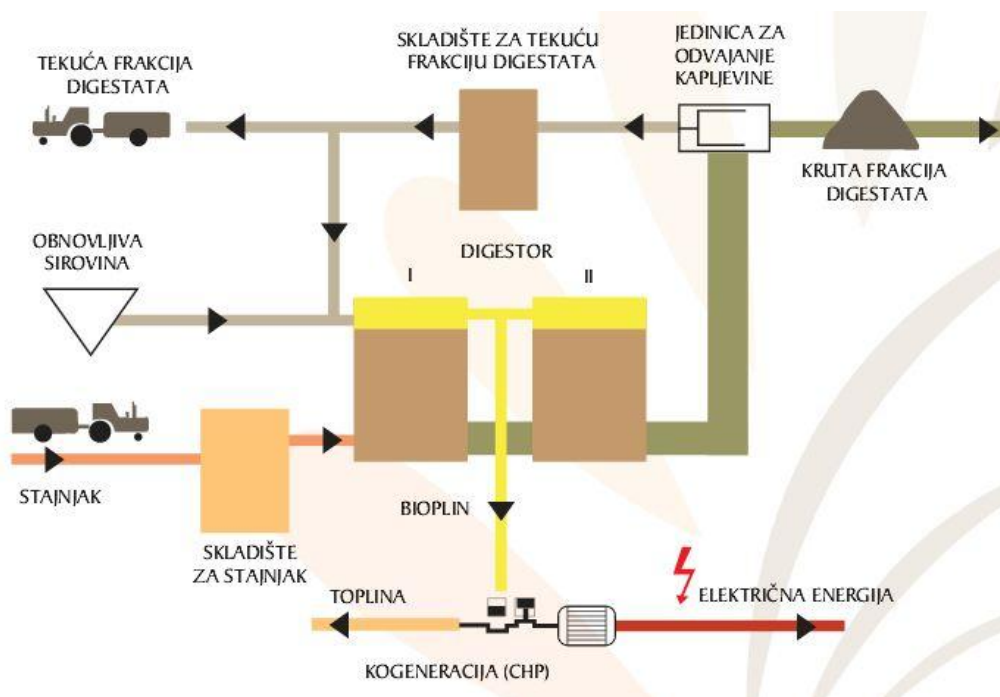 TEKUĆA FRAKCIJA
DIGESTATA
SKLADIŠTE ZA TEKUĆU
FRAKCIJU DIGESTATA
JEDINICA ZA
ODVAJANJE
KAPLJEVINE
KRUTA FRAKCIJA
DIGESTATA
OBNOVLJIVA
SIROVINA
DIGESTOR
I
II
STAJNJAK
SKLADIŠTE
ZA STAJNJAK
BIOPLIN
TOPLINA
ELEKTRIČNA ENERGIJA
KOGENERACIJA (CHP)